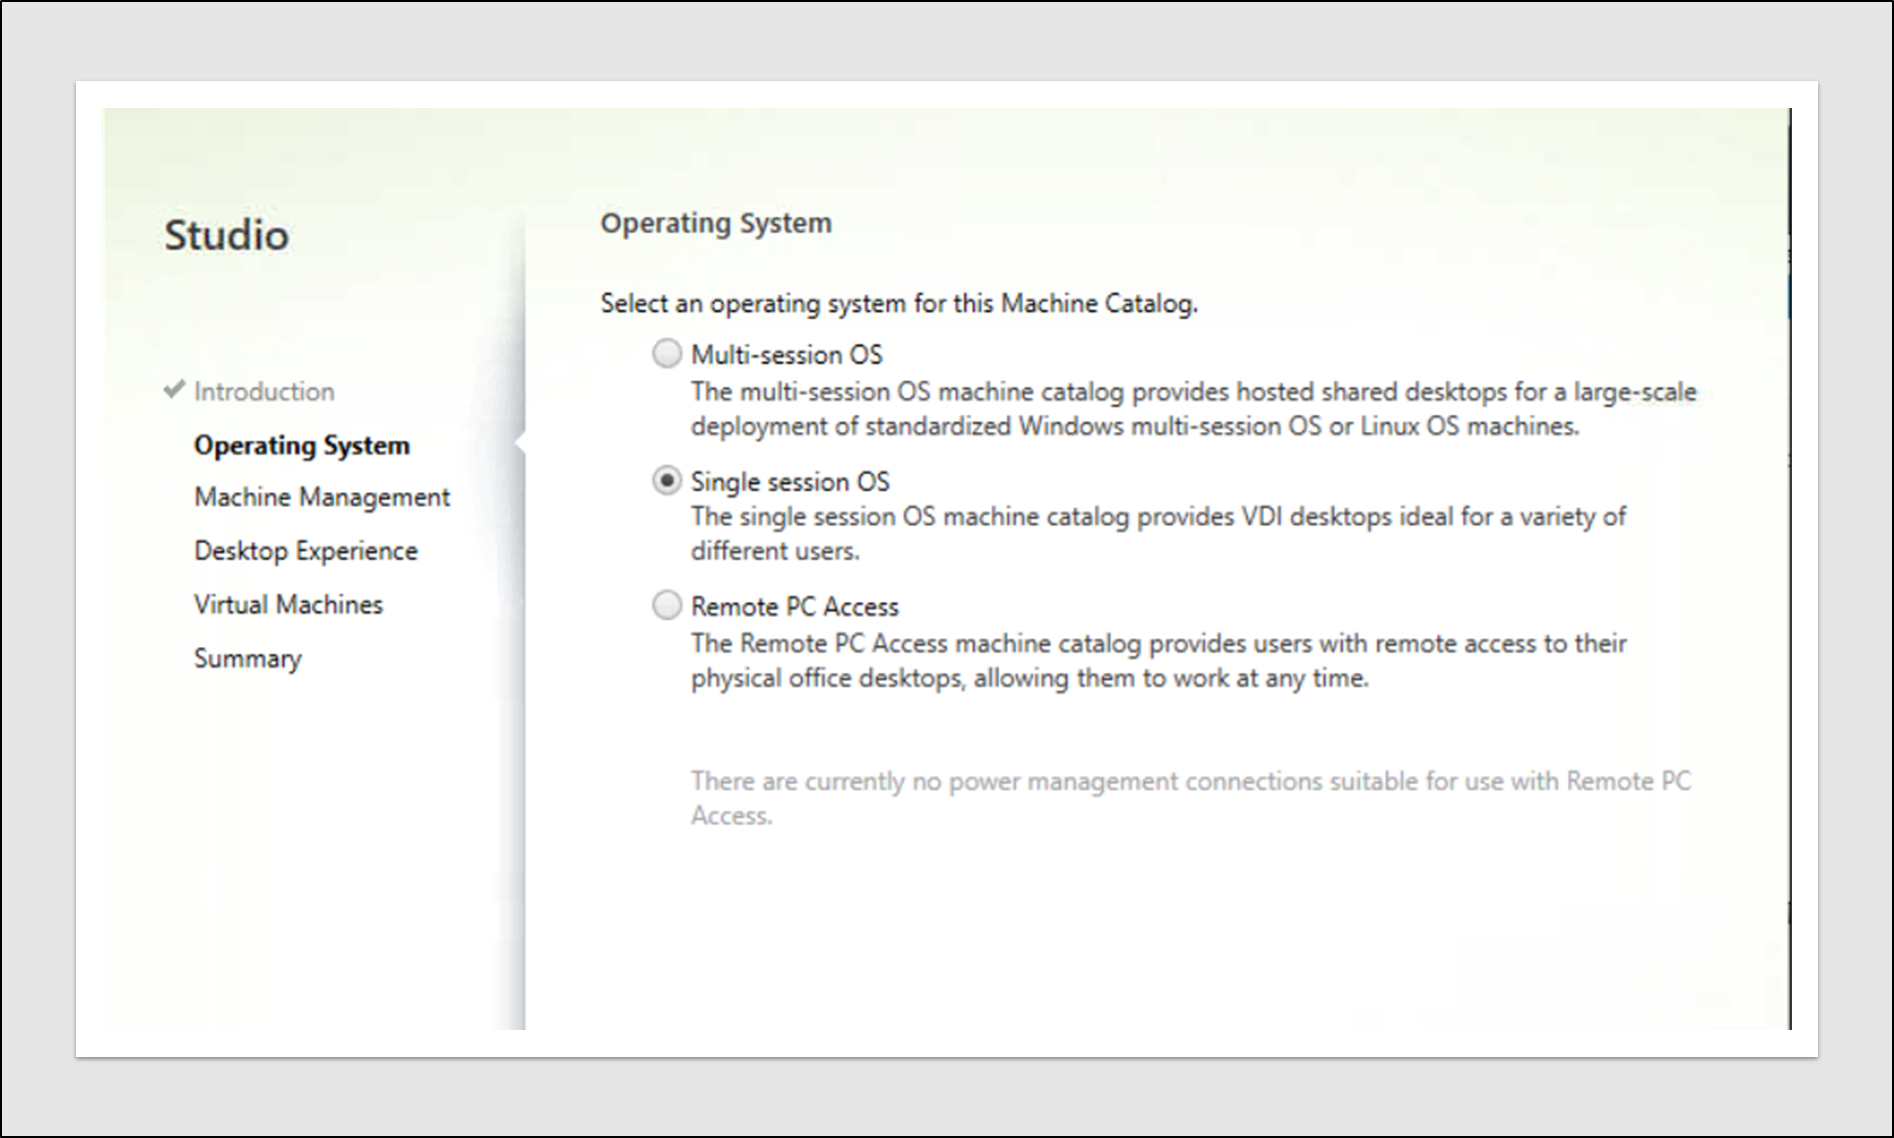 Studio
Introduction
Operating System
Machine Management
Desktop Experience
Virtual Machines
Summary
Operating System
Select an operating system for this Machine Catalog.
Multi-session OS
The multi-session OS machine catalog provides hosted shared desktops for a large-scale
deployment of standardized Windows multi-session OS or Linux OS machines.
Single session OS
The single session OS machine catalog provides VDI desktops ideal for a variety of
different users.
Remote PC Access
The Remote PC Access machine catalog provides users with remote access to their
physical office desktops, allowing them to work at any time.
There are currently no power management connections suitable for use with Remote PC
Access.